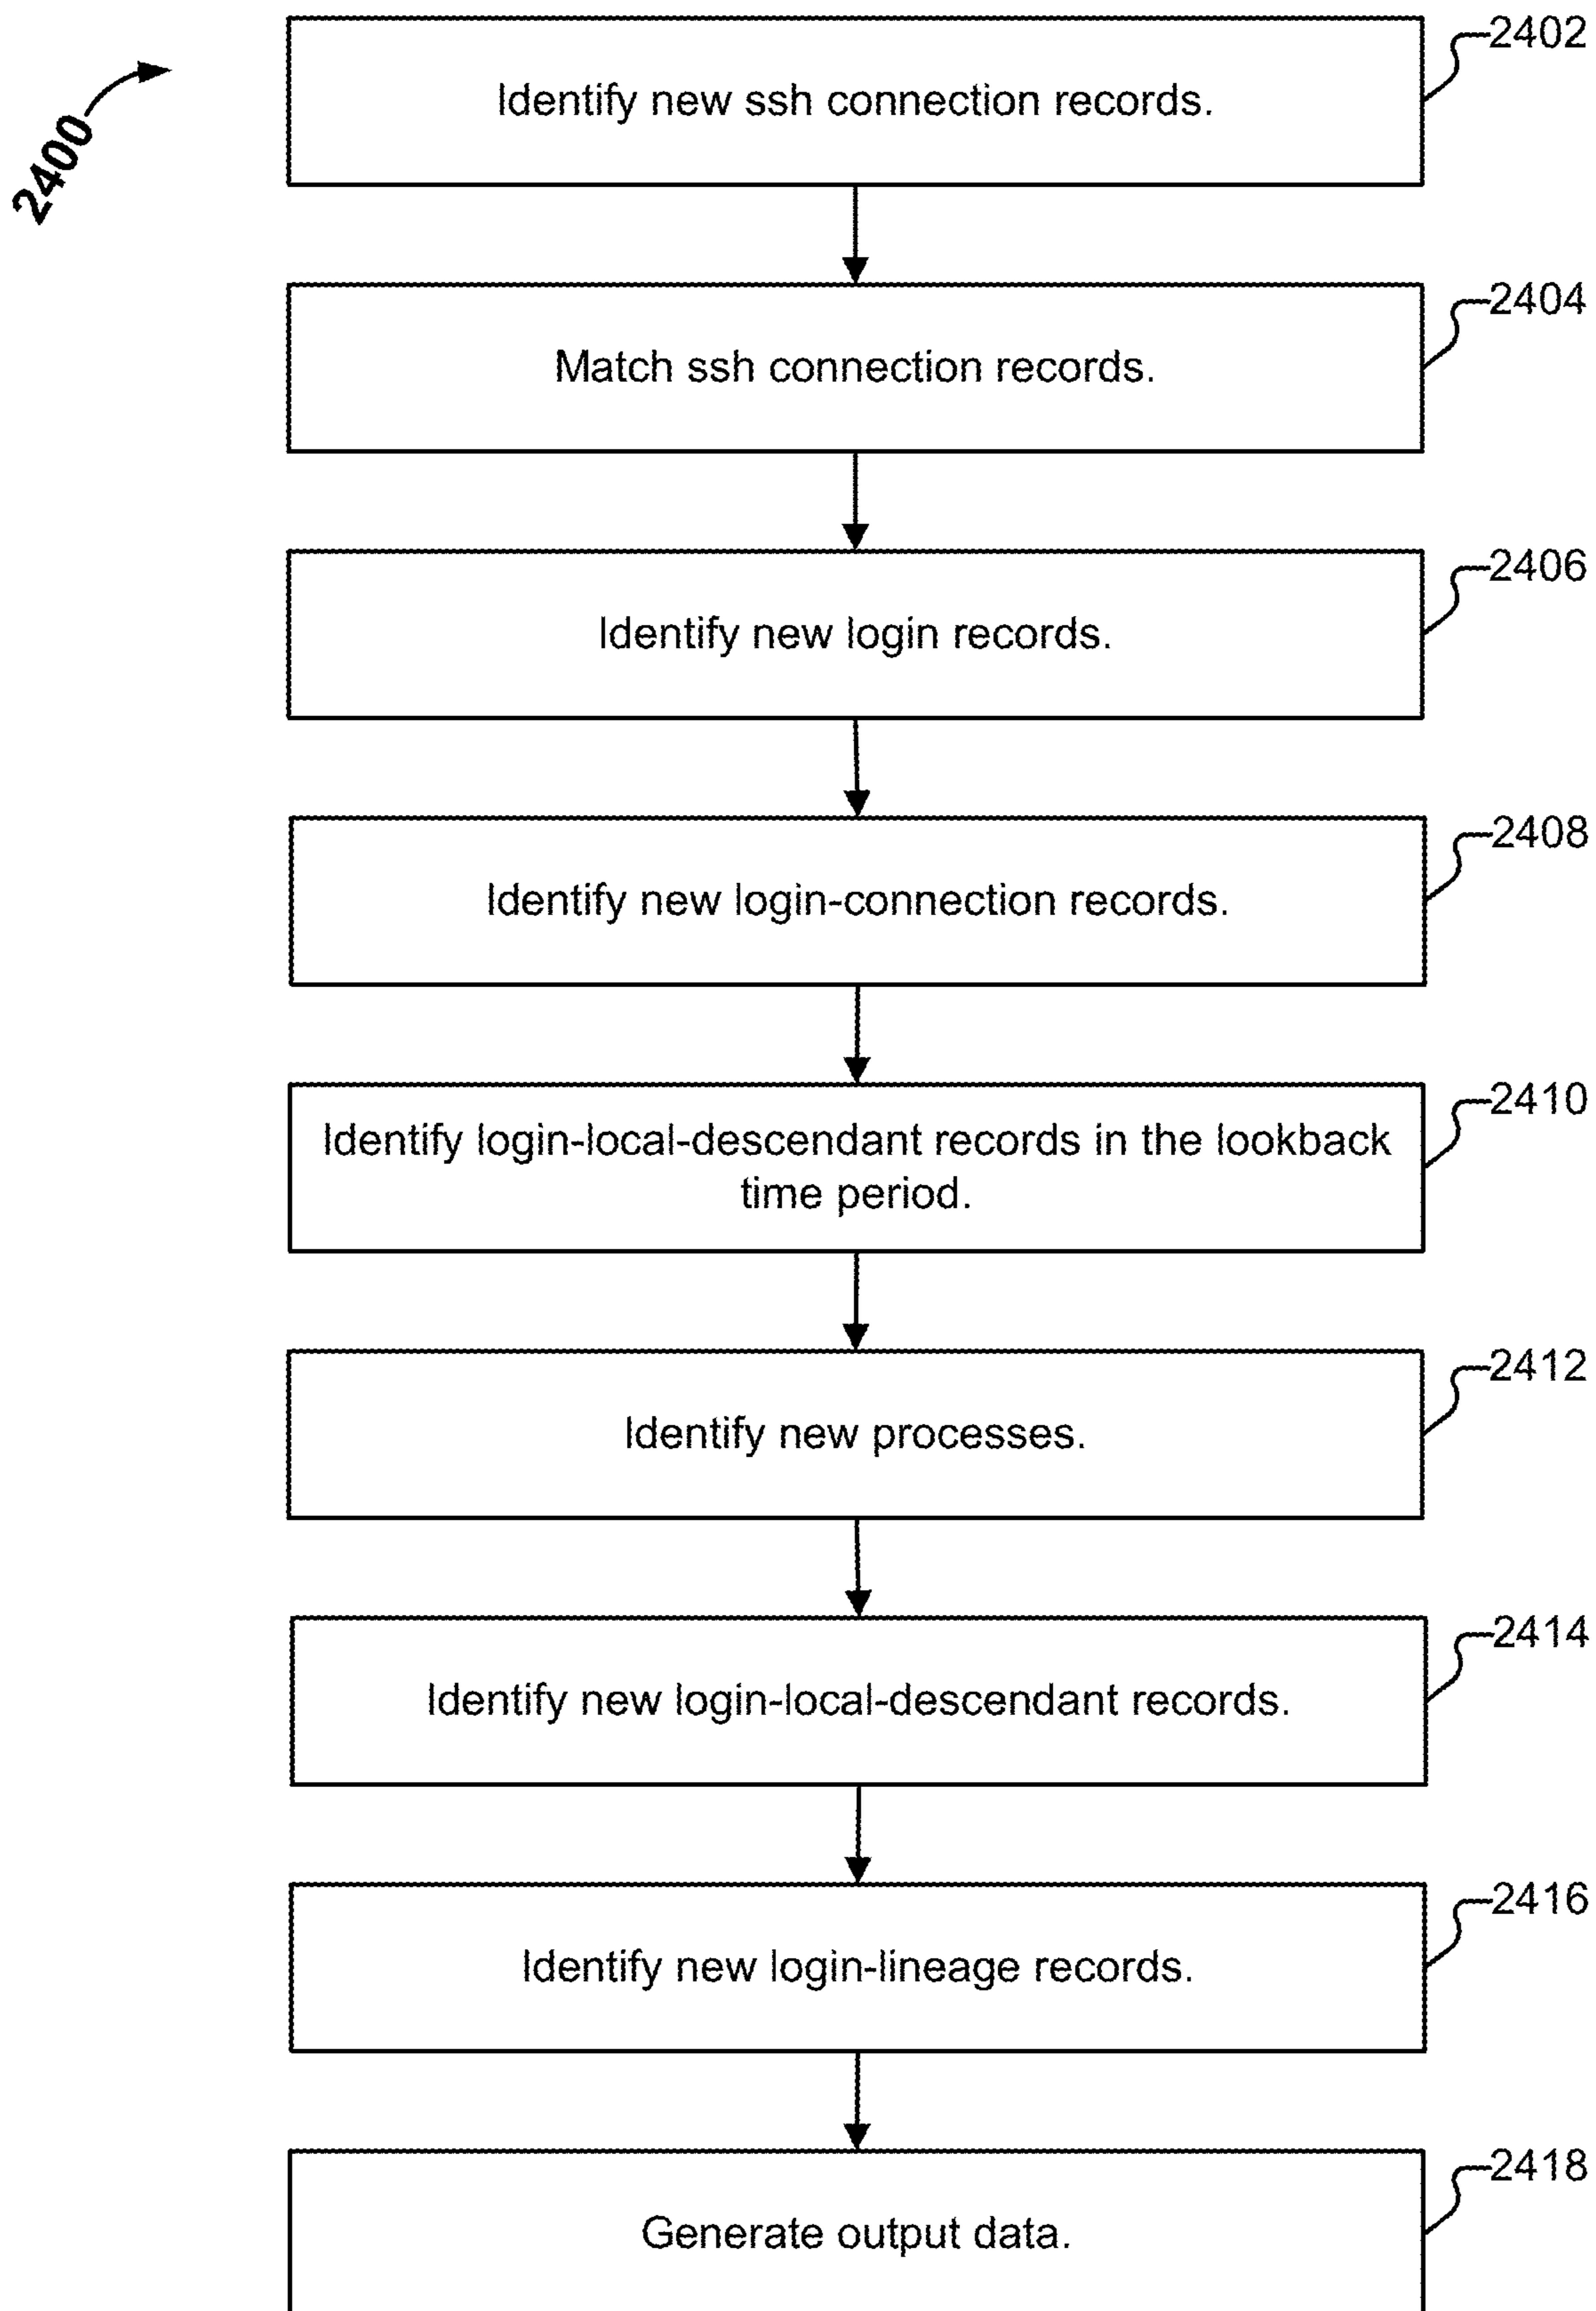 2400
2402
Identify new ssh connection records.
2404
Match ssh connection records.
2406
Identify new login records.
2408
Identify new login-connection records.
2410
Identify login-local-descendant records in the lookback
time period.
2412
Identify new processes.
2414
Identify new login-local-descendant records.
2416
Identify new login-lineage records.
2418
Generate output data.